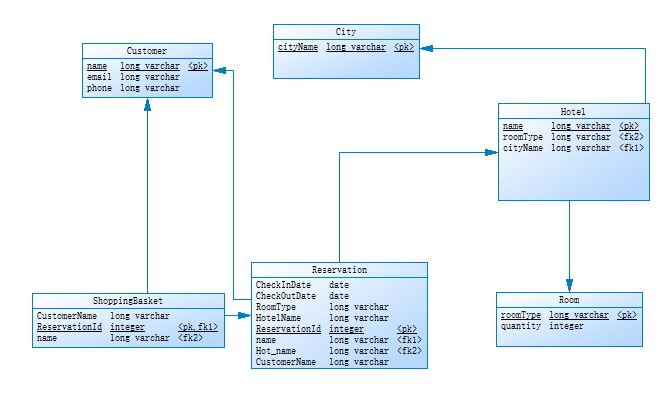 City
cityName long varchar <pk>
Customer
name long varchar <pk>
email long varchar
phone long varchar
Hotel
name long varchar <pk>
roomType long varchar <fk2>
cityName long varchar <fk1>
Reservation
CheckInDate date
CheckOutDate date
RoomType long varchar
HotelName long varchar
ReservationId integer <pk>
name long varchar <fk1>
Hot_name long varchar <fk2>
CustomerName long varchar
ShoppingBasket
CustomerName long varchar
ReservationId integer <pk,fk1>
name long varchar <fk2>
Room
roomType long varchar <pk>
quantity integer